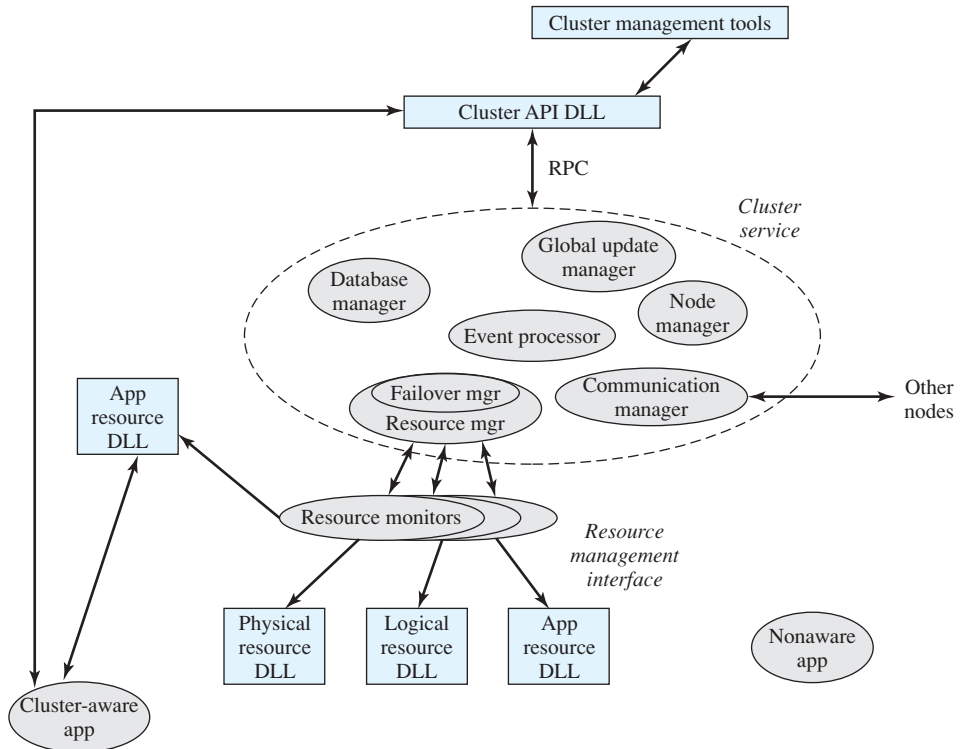 Cluster management tools
Cluster API DLL
RPC
Cluster
service
Global update
manager
Database
manager
Node
manager
Event processor
Failover mgr
Resource mgr
Communication
manager
Other
nodes
App
resource
DLL
Resource monitors
Resource
management
interface
Physical
resource
DLL
Logical
resource
DLL
App
resource
DLL
Nonaware
app
Cluster-aware
app